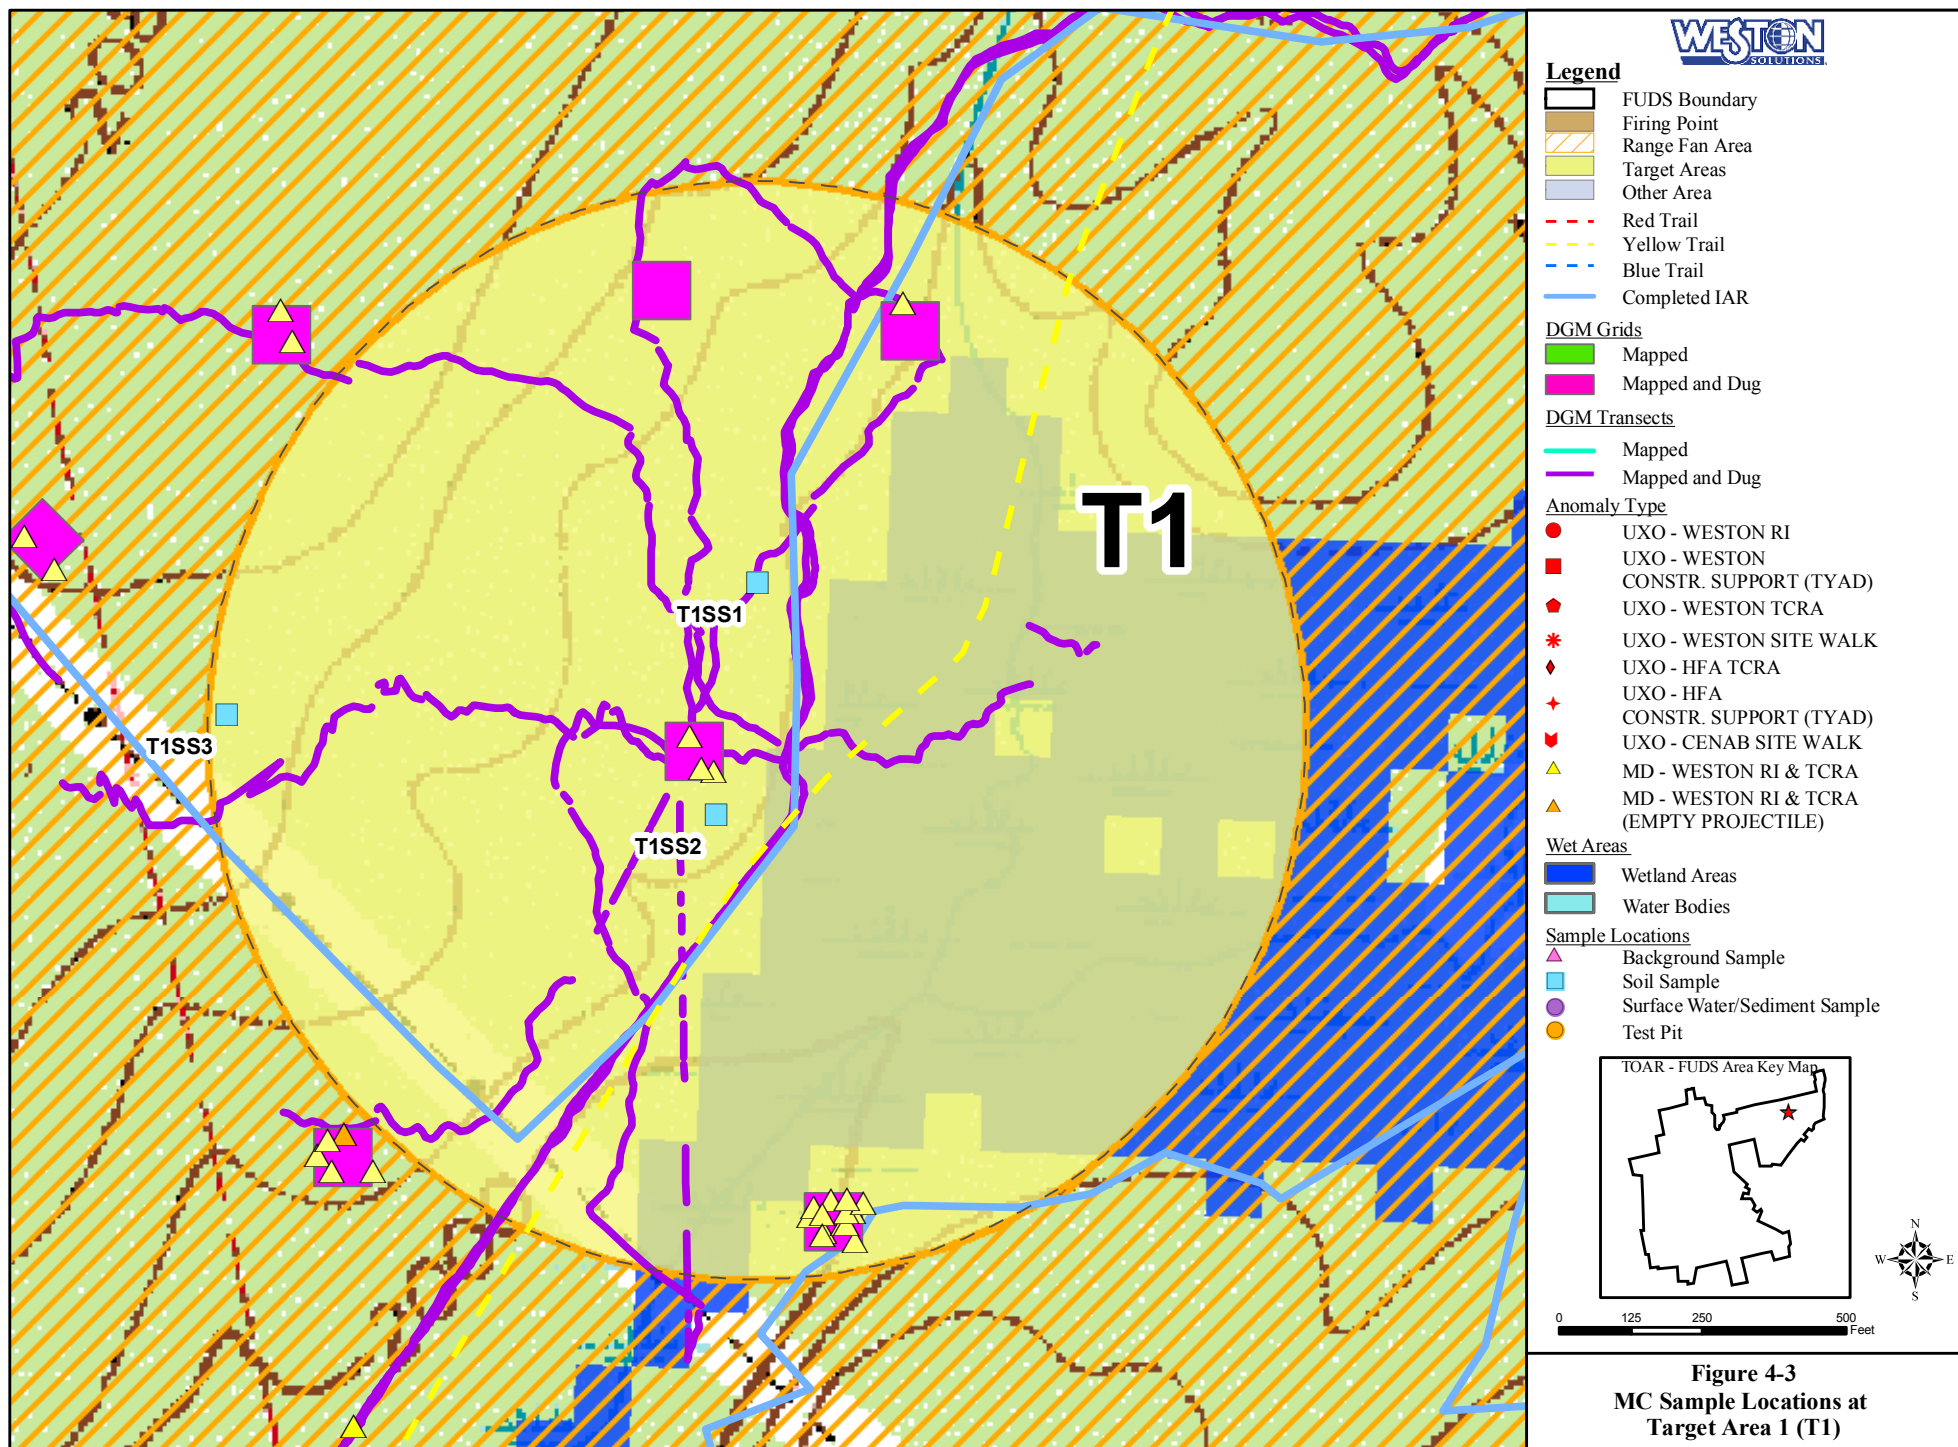 WESTON
SOLUTIONS
Legend
FUDS Boundary
Firing Point
Range Fan Area
Target Areas
Other Area
Red Trail
Yellow Trail
Blue Trail
Completed IAR
DGM Grids
Mapped
Mapped and Dug
DGM Transects
Mapped
Mapped and Dug
Anomaly Type
UXO - WESTON RI
UXO - WESTON
CONSTR. SUPPORT (TYAD)
UXO - WESTON TCRA
UXO - WESTON SITE WALK
UXO - HFA TCRA
UXO - HFA
CONSTR. SUPPORT (TYAD)
UXO - CENAB SITE WALK
MD - WESTON RI & TCRA
MD - WESTON RI & TCRA
(EMPTY PROJECTILE)
Wet Areas
Wetland Areas
Water Bodies
Sample Locations
Background Sample
Soil Sample
Surface Water/Sediment Sample
Test Pit
TOAR - FUDS Area Key Map
N
W
E
S
0
125
250
500
Feet
Figure 4-3
MC Sample Locations at
Target Area 1 (T1)
T1
T1SS1
T1SS3
T1SS2